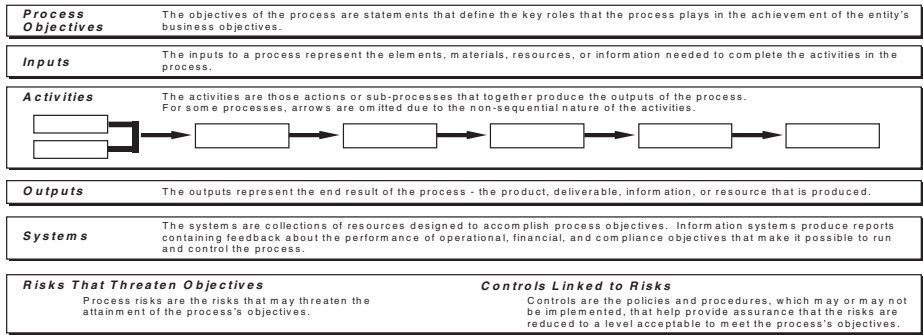 Process Objectives
The objectives of the process are statements that define the key roles that the process plays in the achievement of the entity's
business objectives.
Inputs
The inputs to a process represent the elements, materials, resources, or information needed to complete the activities in the
process.
Activities
The activities are those actions or sub-processes that together produce the outputs of the process.
For some processes, arrows are omitted due to the non-sequential nature of the activities.
Outputs
The outputs represent the end result of the process - the product, deliverable, information, or resource that is produced.
Systems
The systems are collections of resources designed to accomplish process objectives. Information systems produce reports
containing feedback about the performance of operational, financial, and compliance objectives that make it possible to run
and control the process.
Risks That Threaten Objectives
Process risks are the risks that may threaten the
attainment of the process's objectives.
Controls Linked to Risks
Controls are the policies and procedures, which may or may not
be implemented, that help provide assurance that the risks are
reduced to a level acceptable to meet the process's objectives.